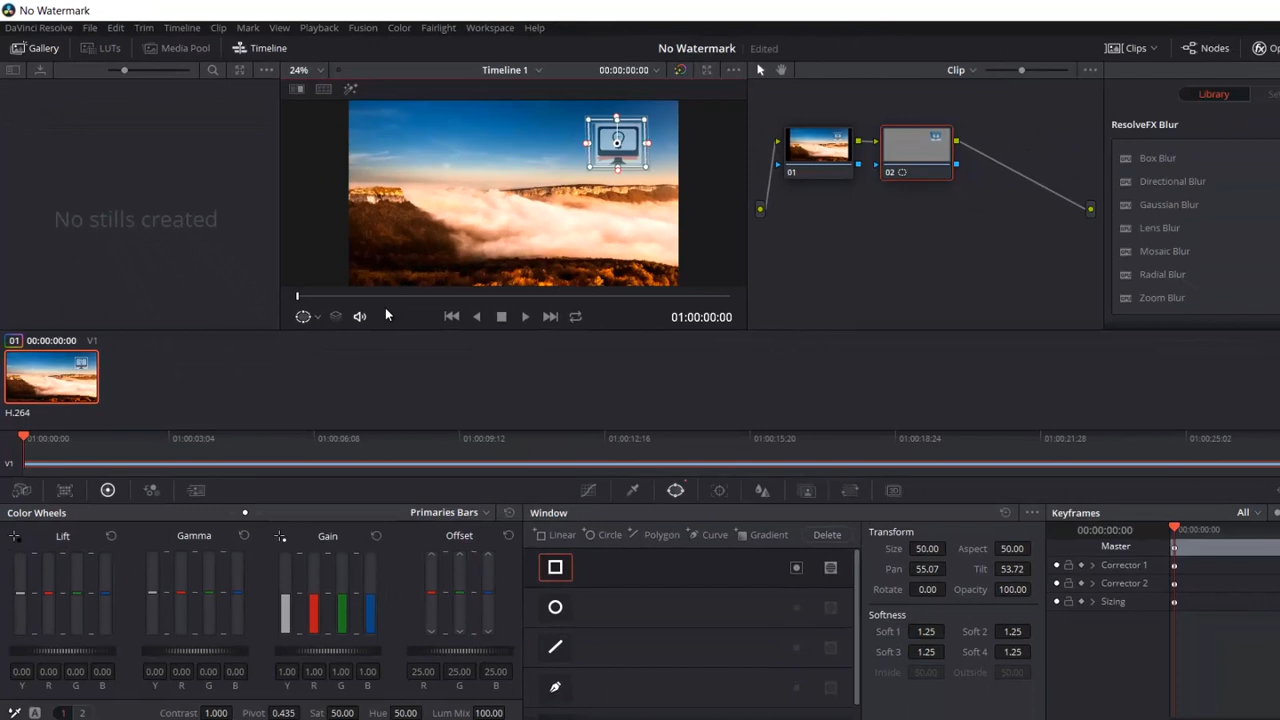 No Watermark
DaVinci Resolve File Edit Trim Timeline Clip Mark View Playback Fusion Color Fairlight Workspace Help
Gallery LUTs Media Pool Timeline No Watermark Edited Clips Nodes
24% Timeline 1 00:00:00:00 Clip
Library
ResolveFX Blur
Box Blur
Directional Blur
Gaussian Blur
Lens Blur
Mosaic Blur
Radial Blur
Zoom Blur
01 02
No stills created
01:00:00:00
01 00:00:00:00 V1
H.264
01:00:00:00 01:00:03:04 01:00:06:08 01:00:09:12 01:00:12:16 01:00:15:20 01:00:18:24 01:00:21:28 01:00:25:02
V1
Color Wheels Primaries Bars Window Keyframes All
Lift Gamma Gain Offset
Linear Circle Polygon Curve Gradient Delete
Transform
Size 50.00 Aspect 50.00
Pan 55.07 Tilt 53.72
Rotate 0.00 Opacity 100.00
Softness
Soft 1 1.25 Soft 2 1.25
Soft 3 1.25 Soft 4 1.25
Inside 50.00 Outside 50.00
00:00:00:00 00:00:00:00
Master
Corrector 1
Corrector 2
Sizing
0.00 0.00 0.00 0.00 0.00 0.00 0.00 0.00 1.00 1.00 1.00 1.00 25.00 25.00 25.00
Y R G B Y R G B Y R G B R G B
A 1 2 Contrast 1.000 Pivot 0.435 Sat 50.00 Hue 50.00 Lum Mix 100.00